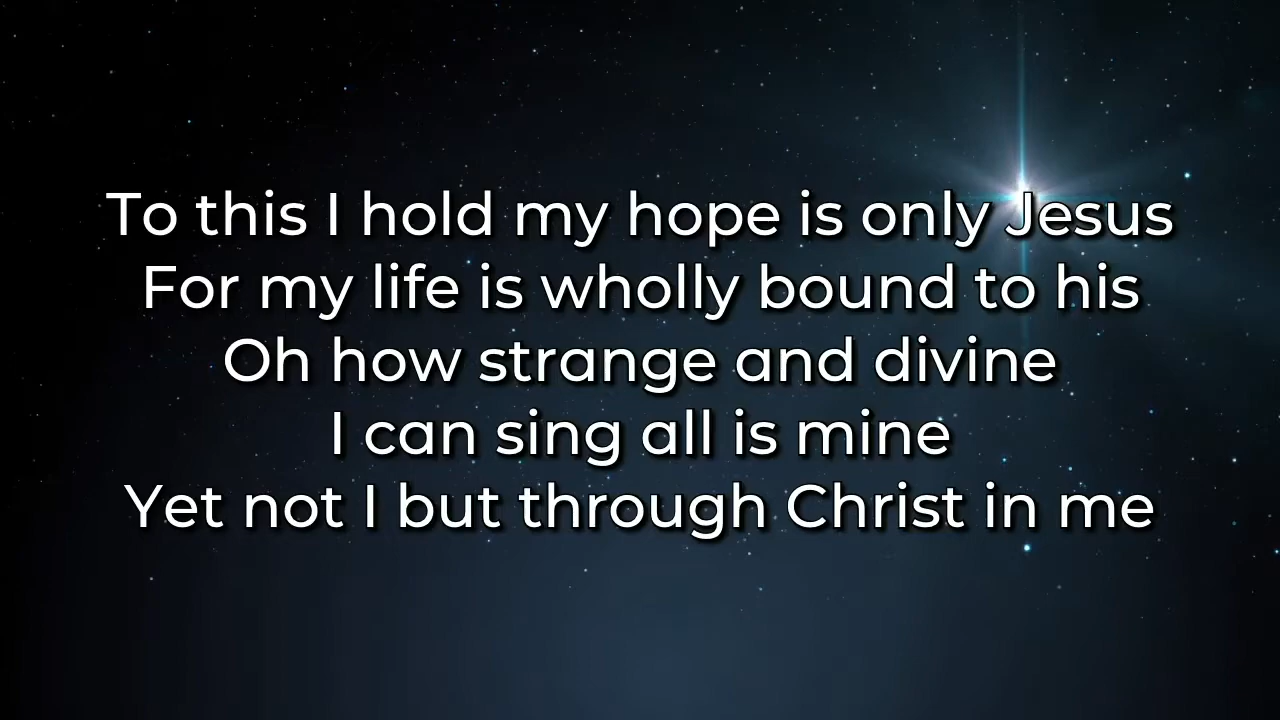 To this I hold my hope is only Jesus
For my life is wholly bound to his
Oh how strange and divine
I can sing all is mine
Yet not I but through Christ in me